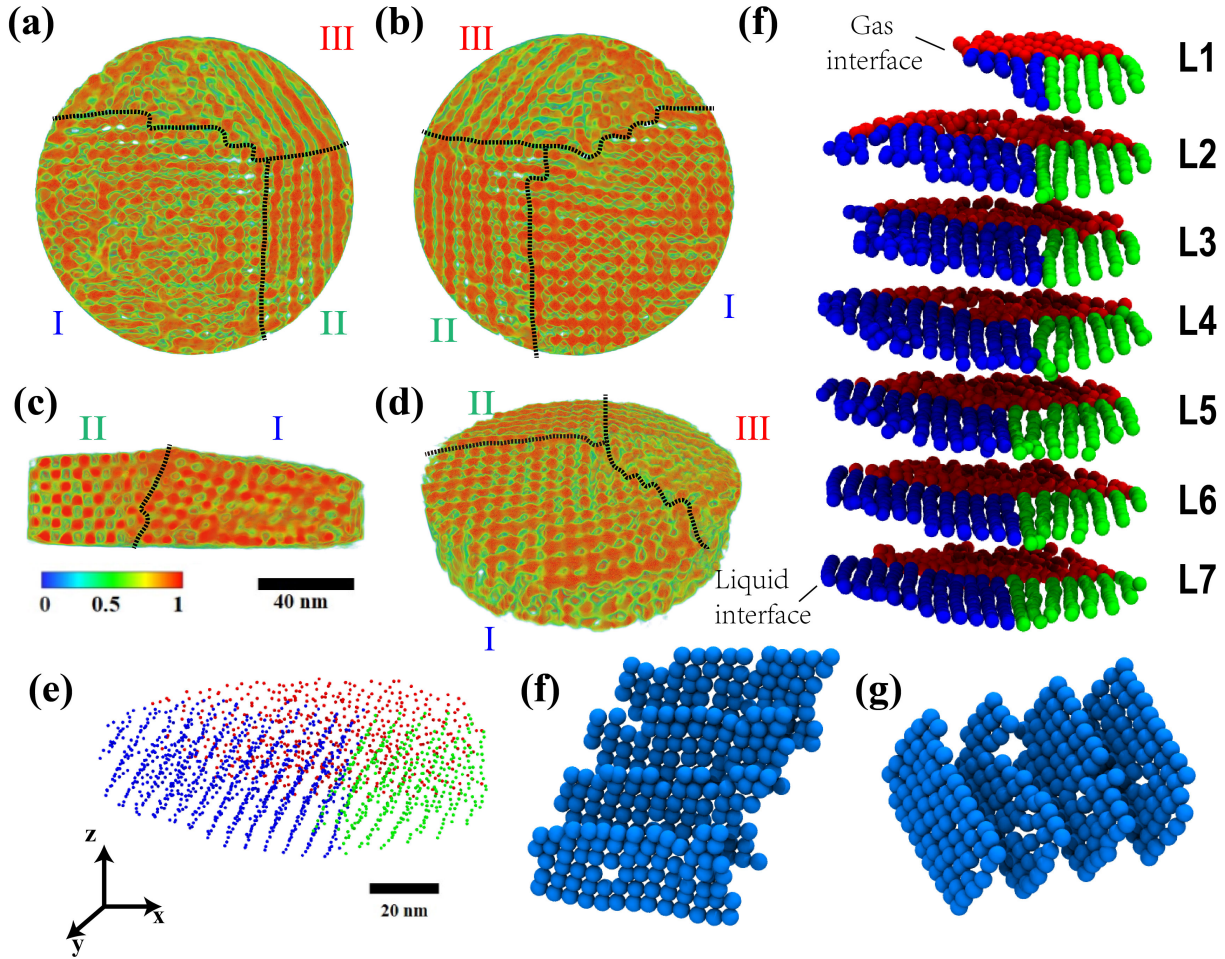 (a)
III
I
II
(b)
III
II
I
(f)
Gas
interface
L1
L2
L3
L4
L5
L6
L7
Liquid
interface
(c)
II
I
0 0.5 1
40 nm
(d)
II
III
I
(e)
z
x
y
20 nm
(f)
(g)